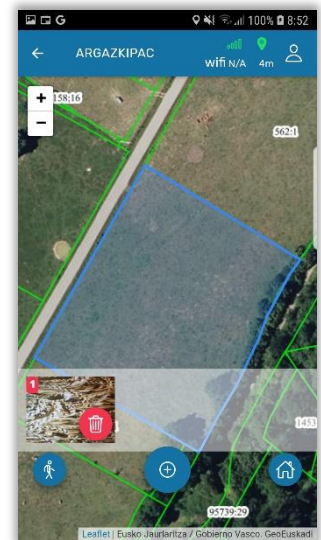 G 100% 8:52
ARGAZKIPAC
wifi N/A 4m
+
158:16
−
562:1
1
1453
95739:29
Leaflet | Eusko Jaurlaritza / Gobierno Vasco. GeoEuskadi